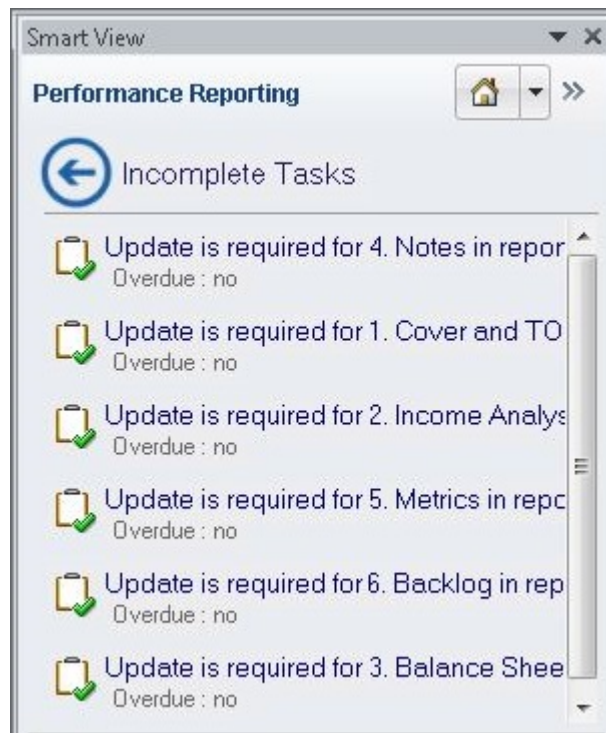 Smart View
Performance Reporting
Incomplete Tasks
Update is required for 4. Notes in repor
Overdue : no
Update is required for 1. Cover and TO
Overdue : no
Update is required for 2. Income Analys
Overdue : no
Update is required for 5. Metrics in repo
Overdue : no
Update is required for 6. Backlog in rep
Overdue : no
Update is required for 3. Balance Shee
Overdue : no